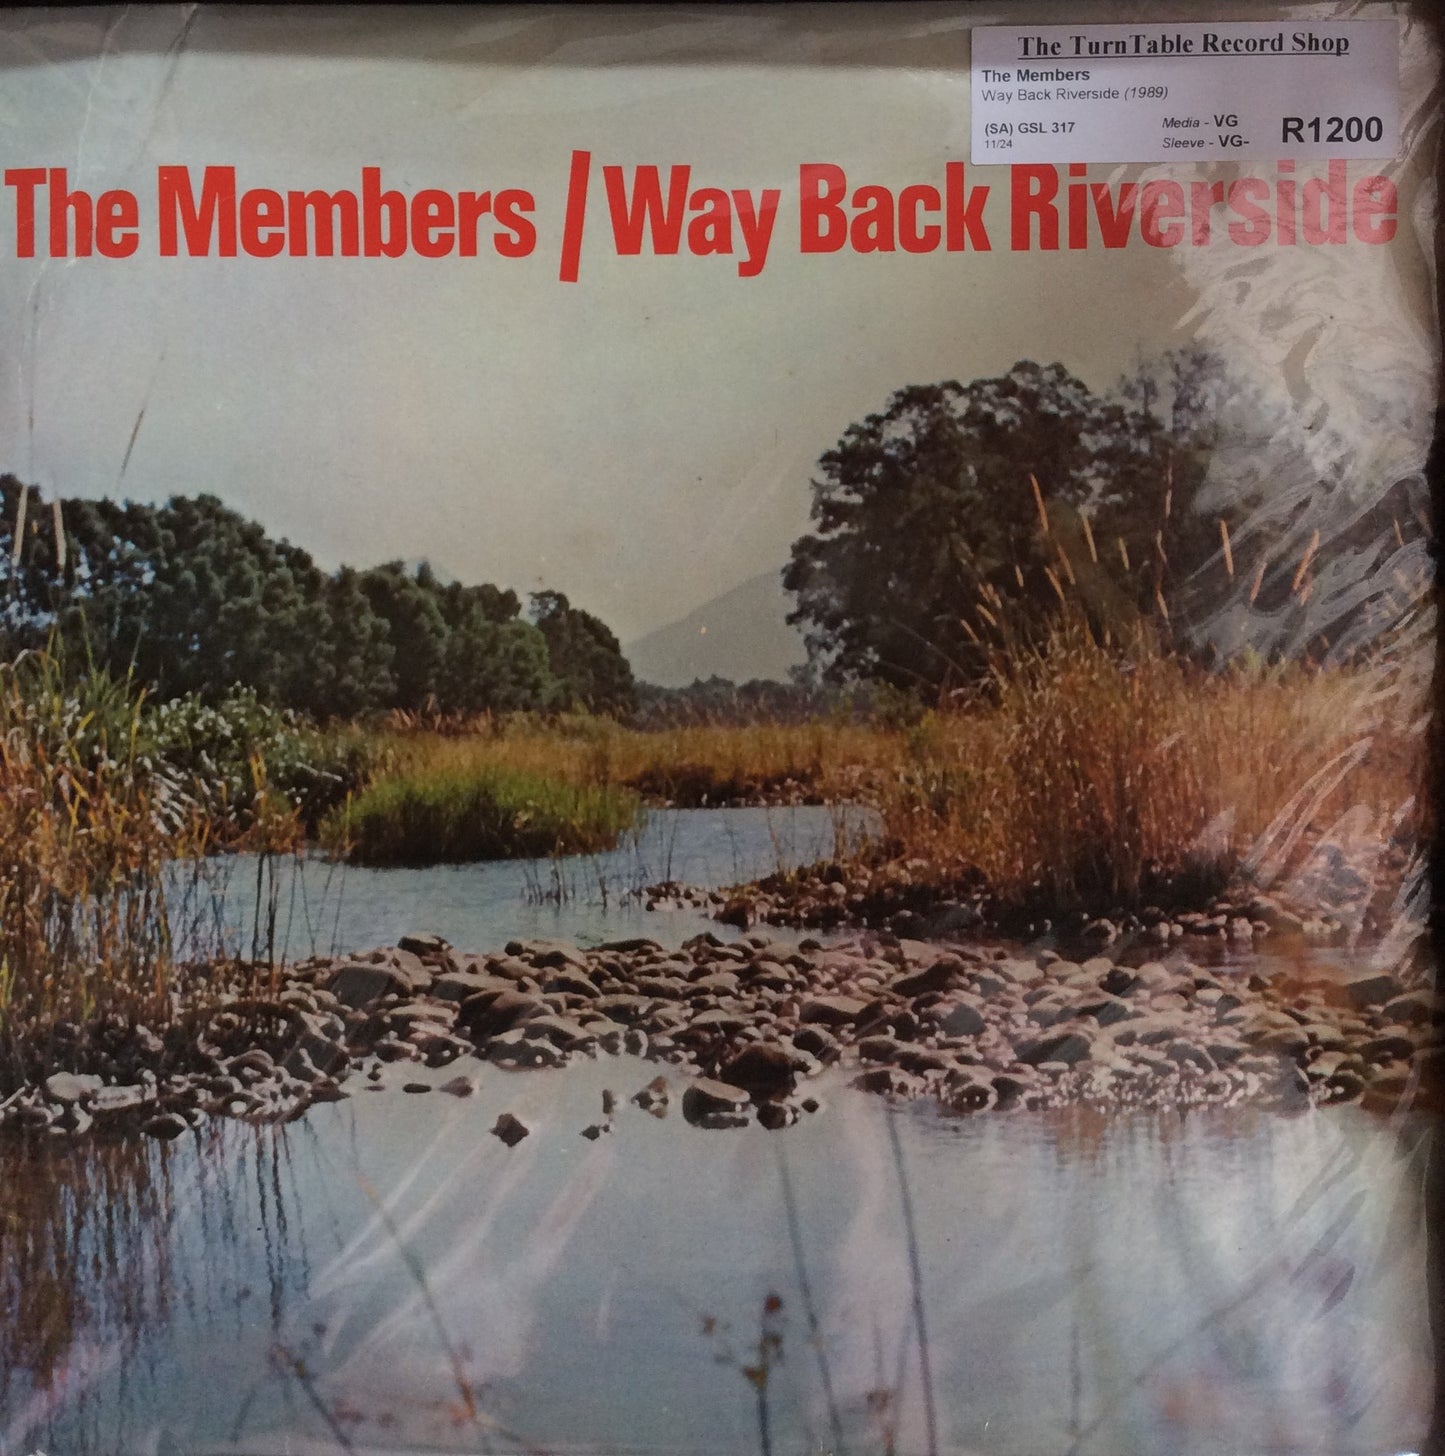 The TurnTable Record Shop
The Members
Way Back Riverside (1989)
(SA) GSL 317
11/24
Media - VG
Sleeve - VG-
R1200
The Members / Way Back Riverside